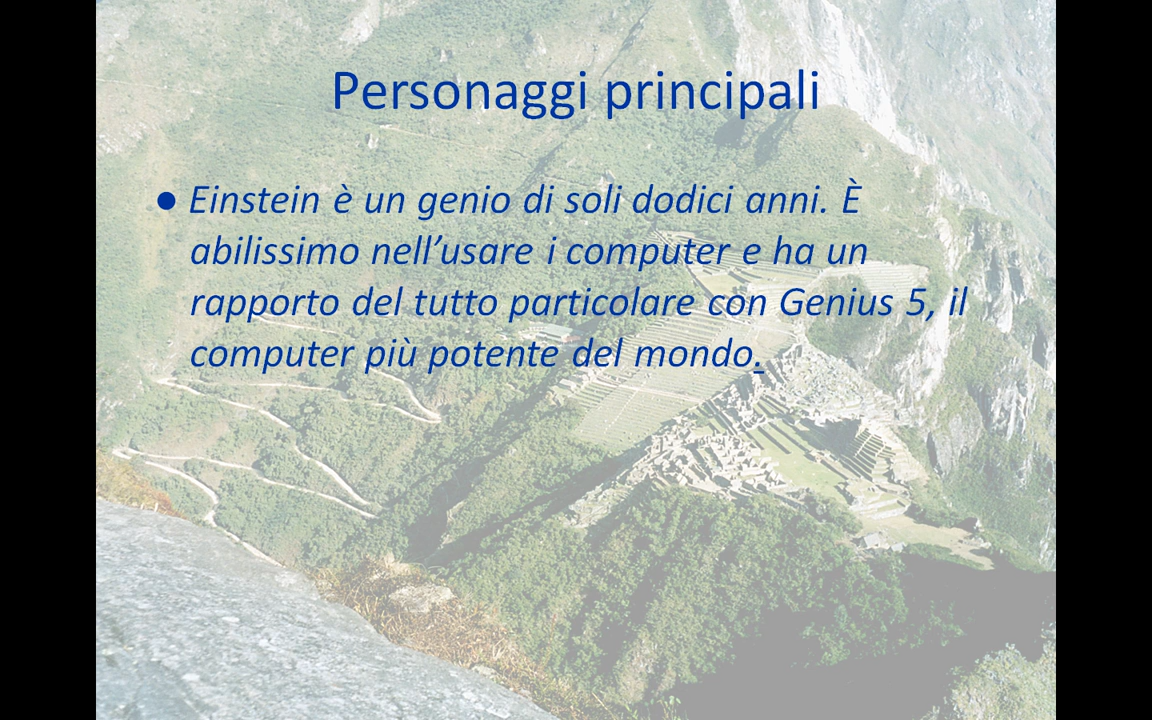 Personaggi principali
● Einstein è un genio di soli dodici anni. È
abilissimo nell’usare i computer e ha un
rapporto del tutto particolare con Genius 5, il
computer più potente del mondo.